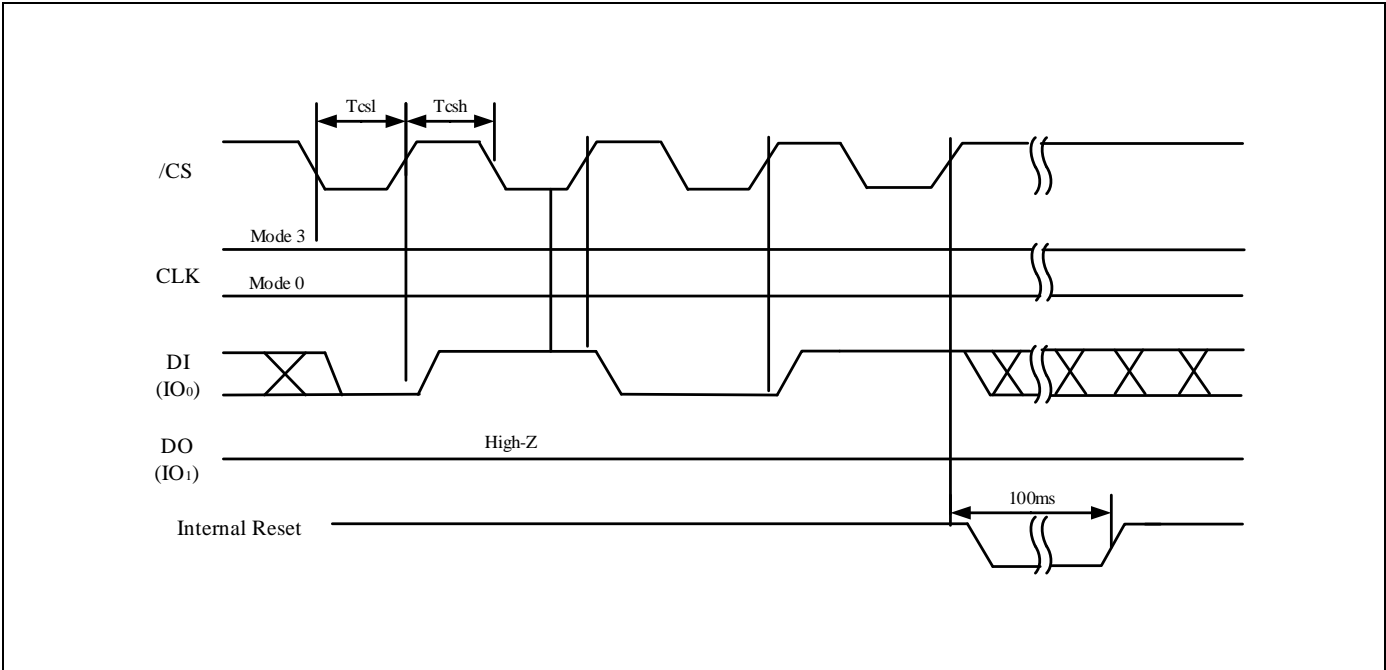 Tcsl Tcsh
/CS
Mode 3
CLK
Mode 0
DI
(IO₀)
DO
High-Z
(IO₁)
100ms
Internal Reset